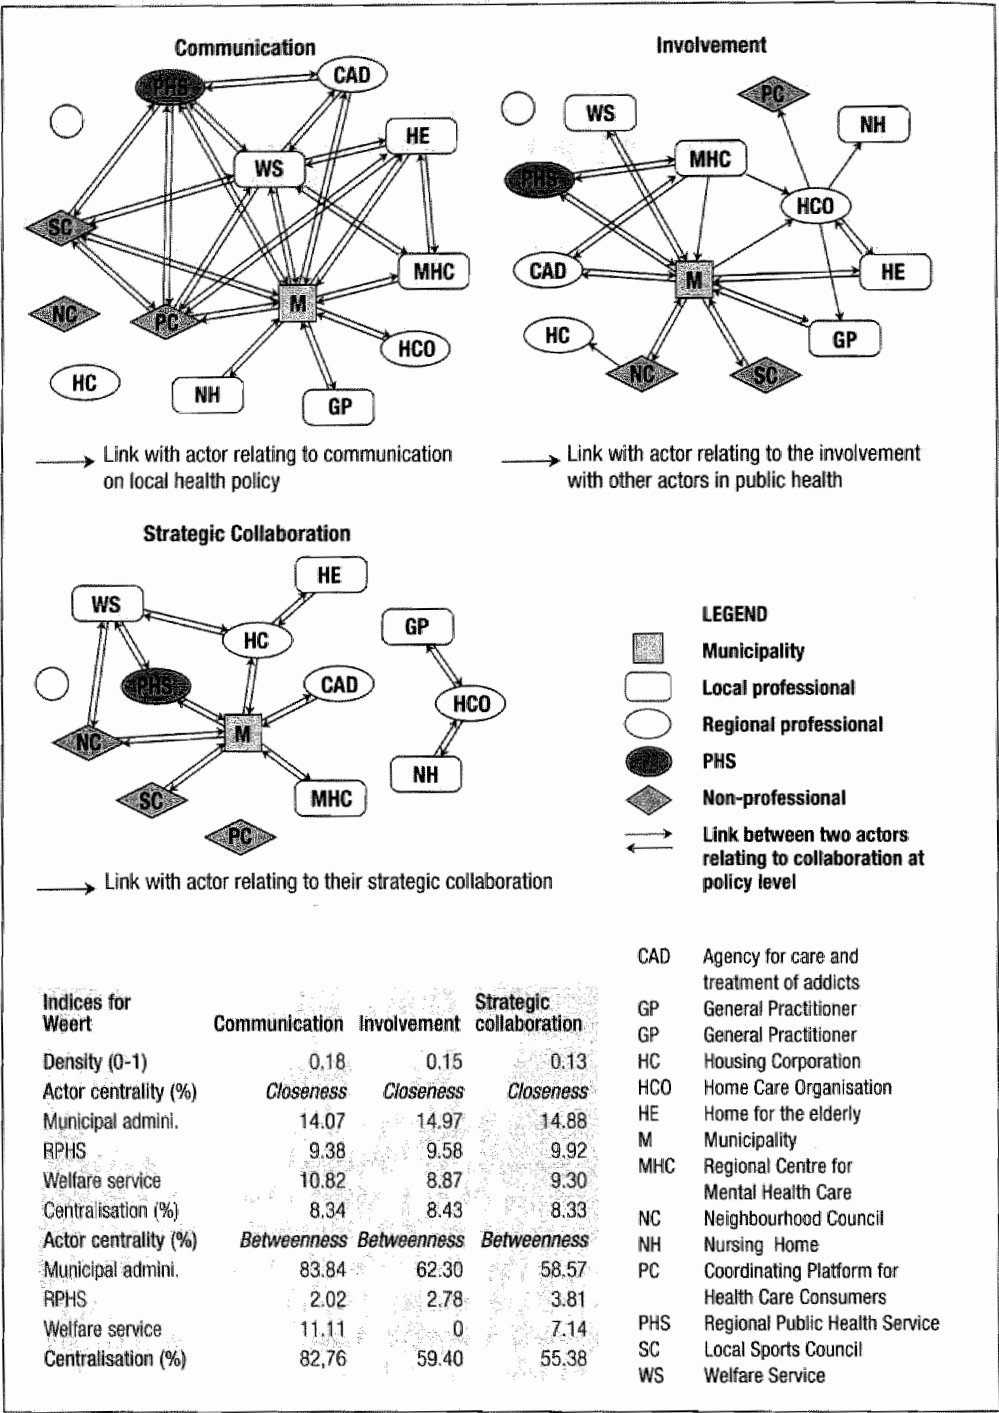 Communication
PHS
CAD
HE
WS
SC
MHC
NC
PC
M
HCO
HC
NH
GP
Link with actor relating to communication
on local health policy
Involvement
PC
WS
NH
MHC
PHS
HCO
CAD
M
HE
HC
GP
NC
SC
Link with actor relating to the involvement
with other actors in public health
Strategic Collaboration
HE
WS
HC
GP
PHS
CAD
HCO
NC
M
NH
SC
MHC
PC
Link with actor relating to their strategic collaboration
LEGEND
Municipality
Local professional
Regional professional
PHS
Non-professional
Link between two actors
relating to collaboration at
policy level
Indices for Strategic
Weert Communication Involvement collaboration
Density (0-1) 0,18 0.15 0.13
Actor centrality (%) Closeness Closeness Closeness
Municipal admini. 14.07 14.97 14.88
RPHS 9.38 9.58 9.92
Welfare service 10.82 8.87 9.30
Centralisation (%) 8.34 8.43 8.33
Actor centrality (%) Betweenness Betweenness Betweenness
Municipal admini. 83.84 62.30 58.57
RPHS 2.02 2.78 3.81
Welfare service 11.11 0 7.14
Centralisation (%) 82,76 59.40 55.38
CAD Agency for care and
treatment of addicts
GP General Practitioner
GP General Practitioner
HC Housing Corporation
HCO Home Care Organisation
HE Home for the elderly
M Municipality
MHC Regional Centre for
Mental Health Care
NC Neighbourhood Council
NH Nursing Home
PC Coordinating Platform for
Health Care Consumers
PHS Regional Public Health Service
SC Local Sports Council
WS Welfare Service